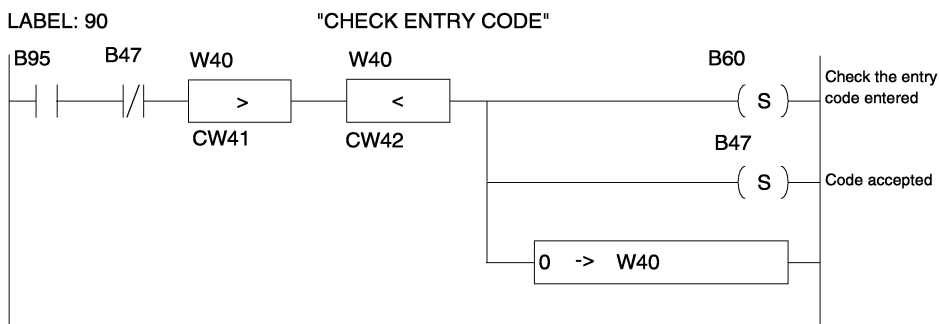 LABEL: 90 "CHECK ENTRY CODE"
B95 B47 W40 W40 B60
> < S
Check the entry
code entered
CW41 CW42
B47
S Code accepted
0 -> W40